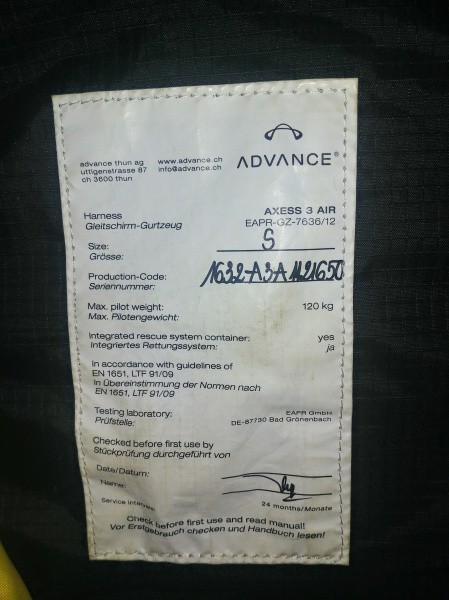 ADVANCE®
advance thun ag www.advance.ch
uttigenstrasse 87 info@advance.ch
ch 3600 thun
Harness AXESS 3 AIR
Gleitschirm-Gurtzeug EAPR-GZ-7636/12
Size: S
Grösse:
Production-Code: 1632-A3A1121650
Seriennummer:
Max. pilot weight: 120 kg
Max. Pilotengewicht:
Integrated rescue system container: yes
Integriertes Rettungssystem: ja
In accordance with guidelines of
EN 1651, LTF 91/09
In Übereinstimmung der Normen nach
EN 1651, LTF 91/09
Testing laboratory: EAPR GmbH
Prüfstelle: DE-87730 Bad Grönenbach
Checked before first use by
Stückprüfung durchgeführt von
Date/Datum:
Name:
Service Interval: 24 months/Monate
Check before first use and read manual!
Vor Erstgebrauch checken und Handbuch lesen!